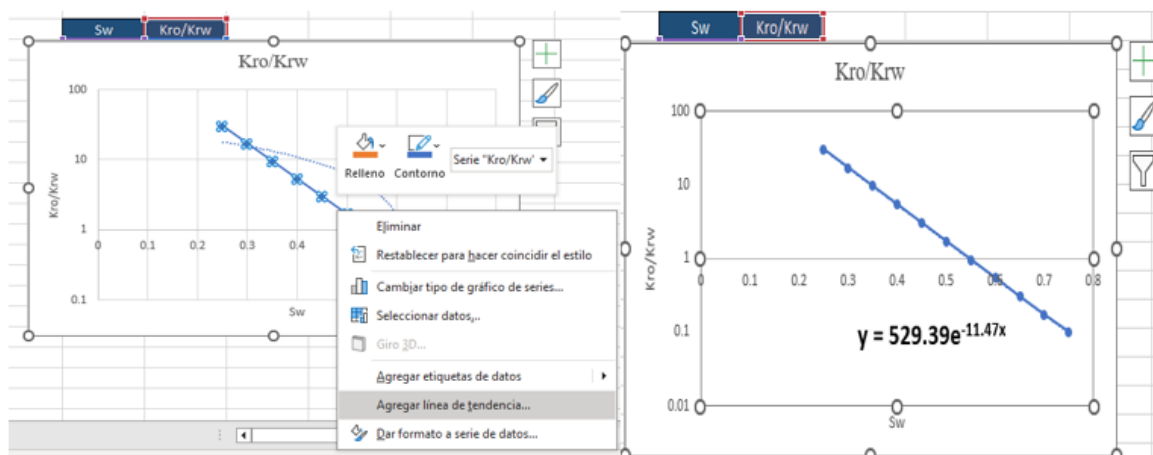 Sw Kro/Krw
Kro/Krw
100
10
1
0.1
0 0.1 0.2 0.3 0.4
Kro/Krw
Sw
Relleno Contorno Serie "Kro/Krw'
Eliminar
Restablecer para hacer coincidir el estilo
Cambiar tipo de gráfico de series...
Seleccionar datos...
Giro 3D...
Agregar etiquetas de datos
Agregar línea de tendencia...
Dar formato a serie de datos...
Sw Kro/Krw
Kro/Krw
100
10
1
0.1
0.01
0 0.1 0.2 0.3 0.4 0.5 0.6 0.7 0.8
Kro/Krw
y = 529.39e^-11.47x
Sw